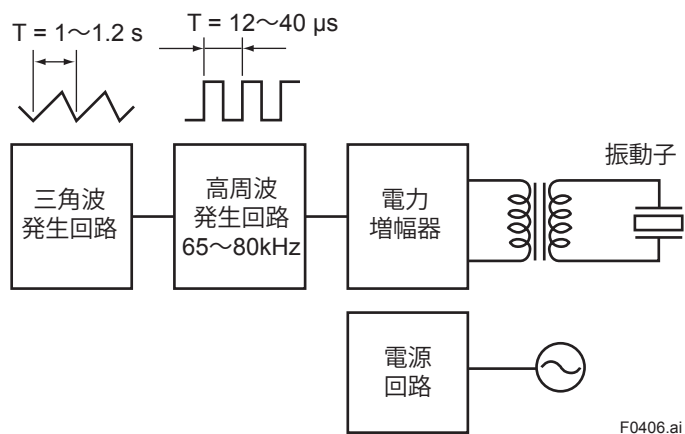 T = 1～1.2 s
T = 12～40 μs
三角波
発生回路
高周波
発生回路
65～80kHz
電力
増幅器
振動子
電源
回路
F0406.ai